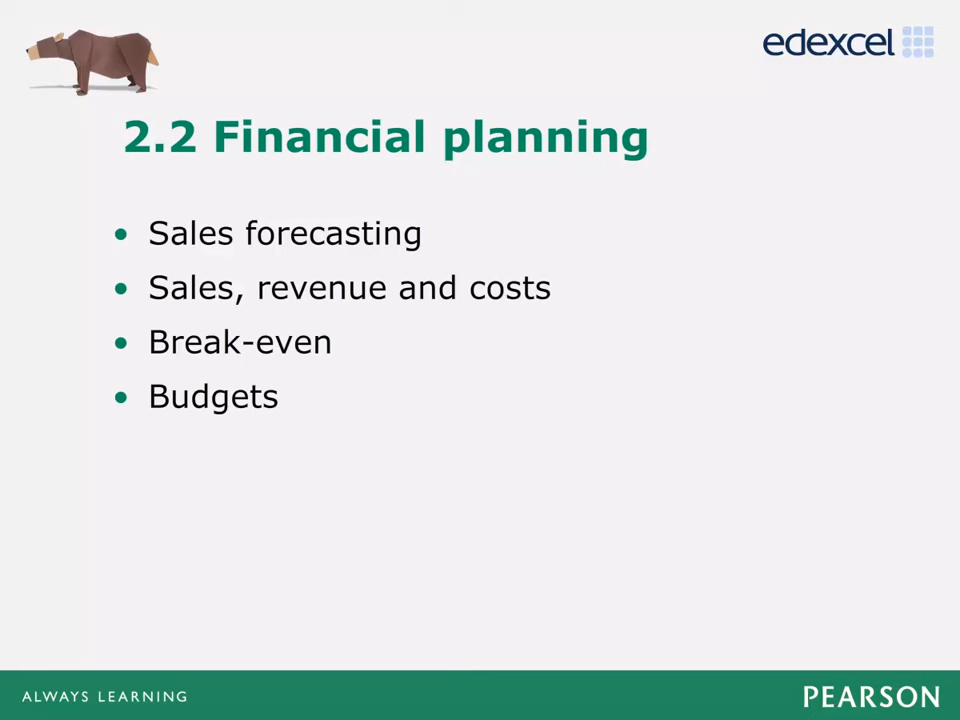 edexcel
2.2 Financial planning
• Sales forecasting
• Sales, revenue and costs
• Break-even
• Budgets
ALWAYS LEARNING
PEARSON